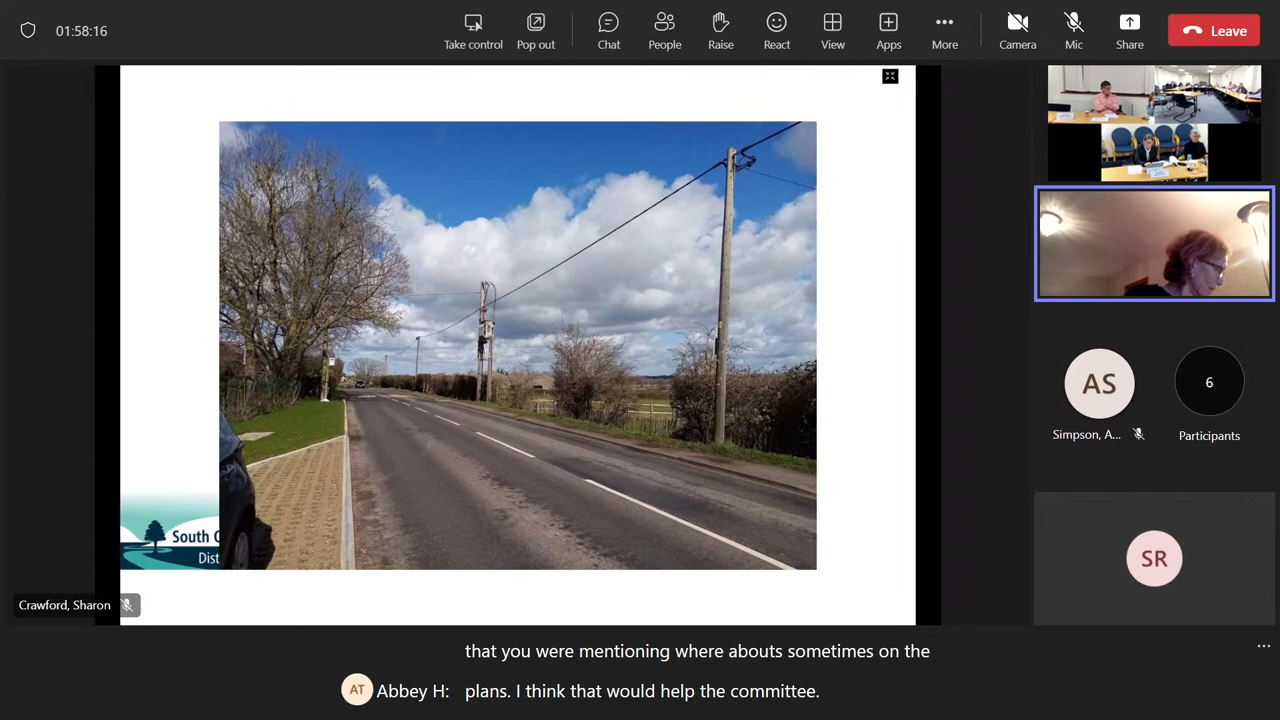 01:58:16
Take control
Pop out
Chat
People
Raise
React
View
Apps
More
Camera
Mic
Share
Leave
South
Dist
AS
Simpson, A...
6
Participants
SR
Crawford, Sharon
that you were mentioning where abouts sometimes on the
AT Abbey H: plans. I think that would help the committee.